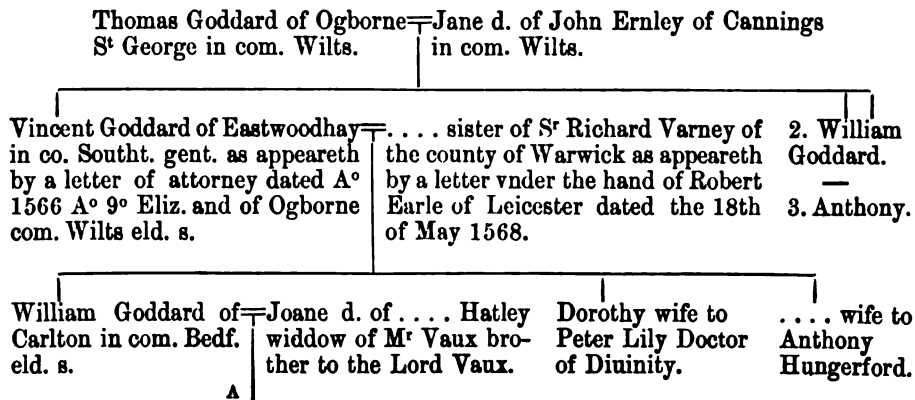 Thomas Goddard of Ogborne
St George in com. Wilts.
Jane d. of John Ernley of Cannings
in com. Wilts.
Vincent Goddard of Eastwoodhay
in co. Southt. gent. as appeareth
by a letter of attorney dated Ao
1566 Ao 9o Eliz. and of Ogborne
com. Wilts eld. s.
. . . . sister of Sr Richard Varney of
the county of Warwick as appeareth
by a letter vnder the hand of Robert
Earle of Leicester dated the 18th
of May 1568.
2. William
Goddard.
—
3. Anthony.
William Goddard of
Carlton in com. Bedf.
eld. s.
Joane d. of . . . . Hatley
widdow of Mr Vaux bro-
ther to the Lord Vaux.
Dorothy wife to
Peter Lily Doctor
of Diuinity.
. . . . wife to
Anthony
Hungerford.
A